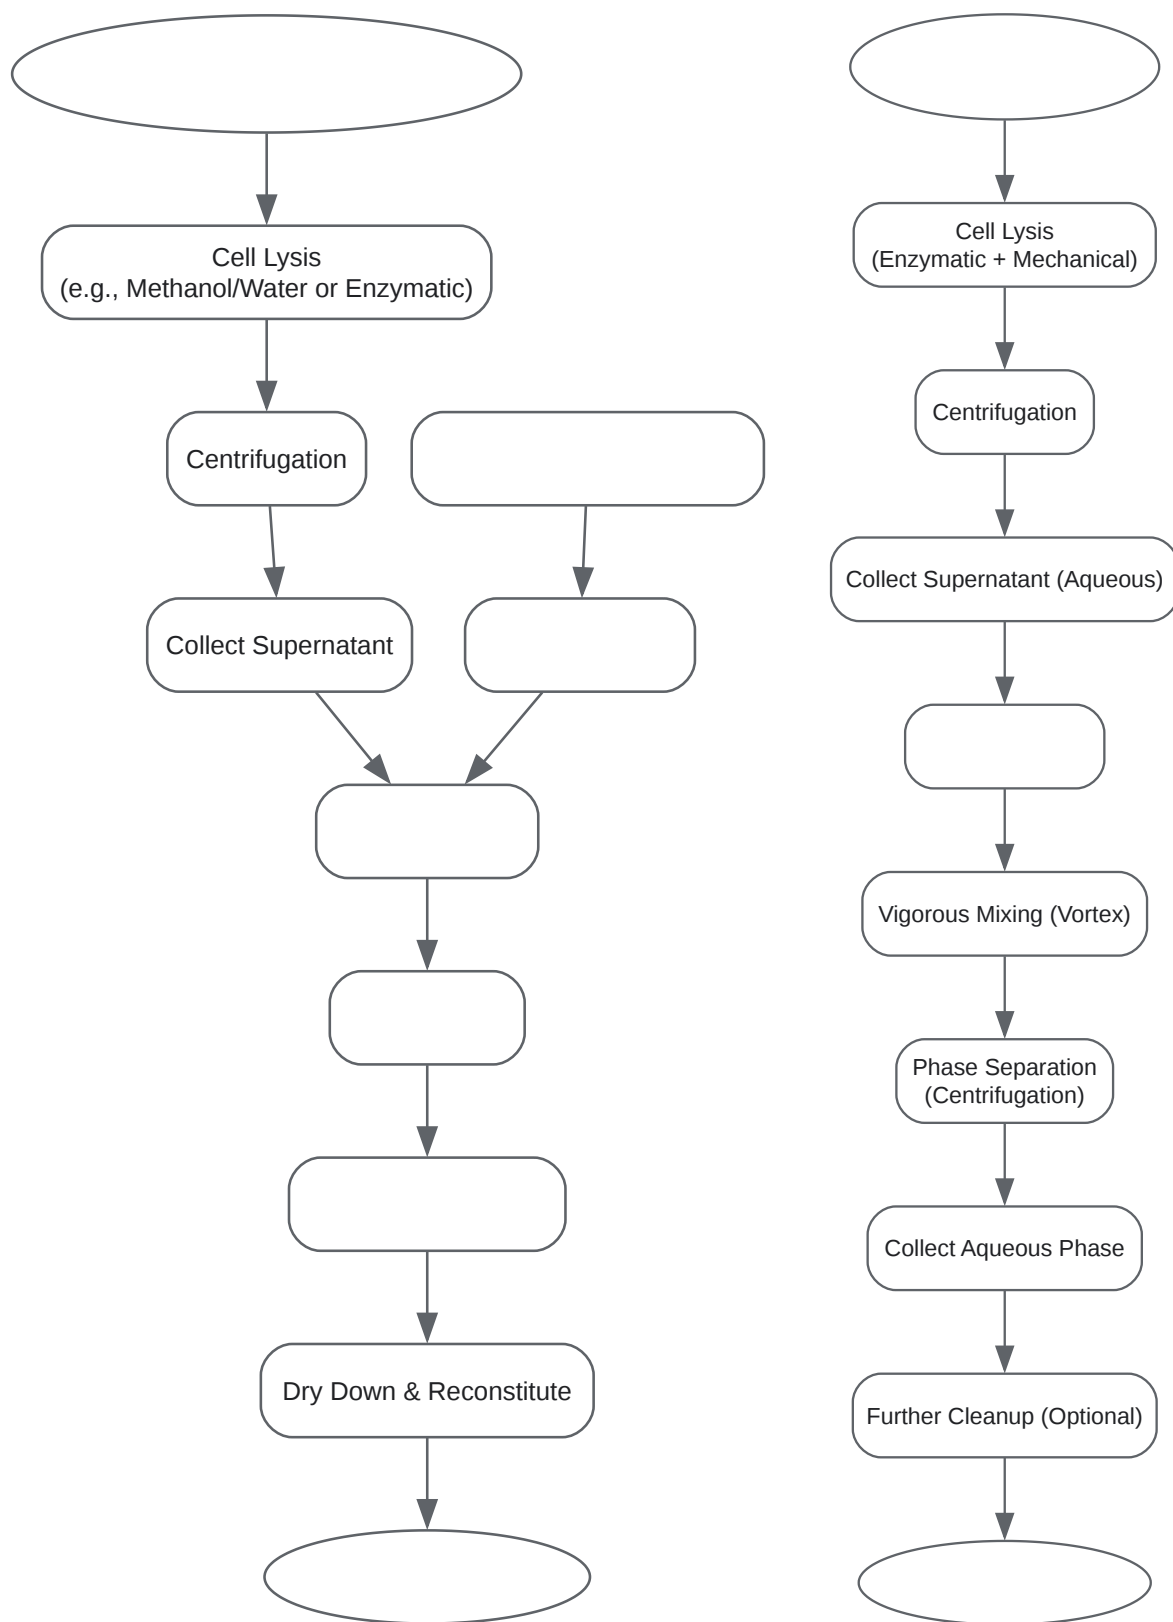 Cell Lysis
(e.g., Methanol/Water or Enzymatic)
Centrifugation
Collect Supernatant
Dry Down & Reconstitute
Cell Lysis
(Enzymatic + Mechanical)
Centrifugation
Collect Supernatant (Aqueous)
Vigorous Mixing (Vortex)
Phase Separation
(Centrifugation)
Collect Aqueous Phase
Further Cleanup (Optional)